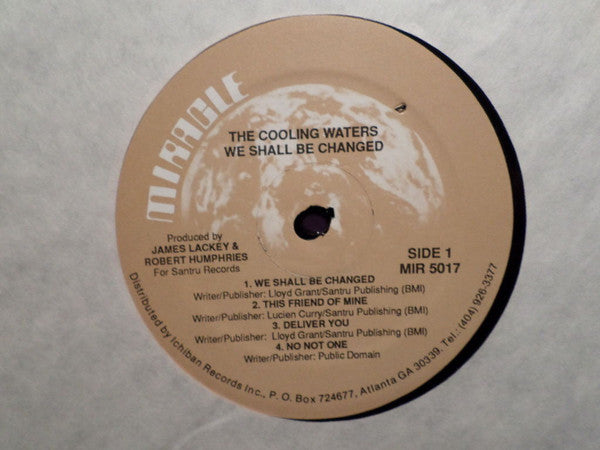 MIRACLE
THE COOLING WATERS
WE SHALL BE CHANGED
Produced by
JAMES LACKEY &
ROBERT HUMPHRIES
For Santru Records
SIDE 1
MIR 5017
1. WE SHALL BE CHANGED
Writer/Publisher: Lloyd Grant/Santru Publishing (BMI)
2. THIS FRIEND OF MINE
Writer/Publisher: Lucien Curry/Santru Publishing (BMI)
3. DELIVER YOU
Writer/Publisher: Lloyd Grant/Santru Publishing (BMI)
4. NO NOT ONE
Writer/Publisher: Public Domain
Distributed by Ichiban Records Inc., P. O. Box 724677, Atlanta GA 30339. Tel.: (404) 926-3377